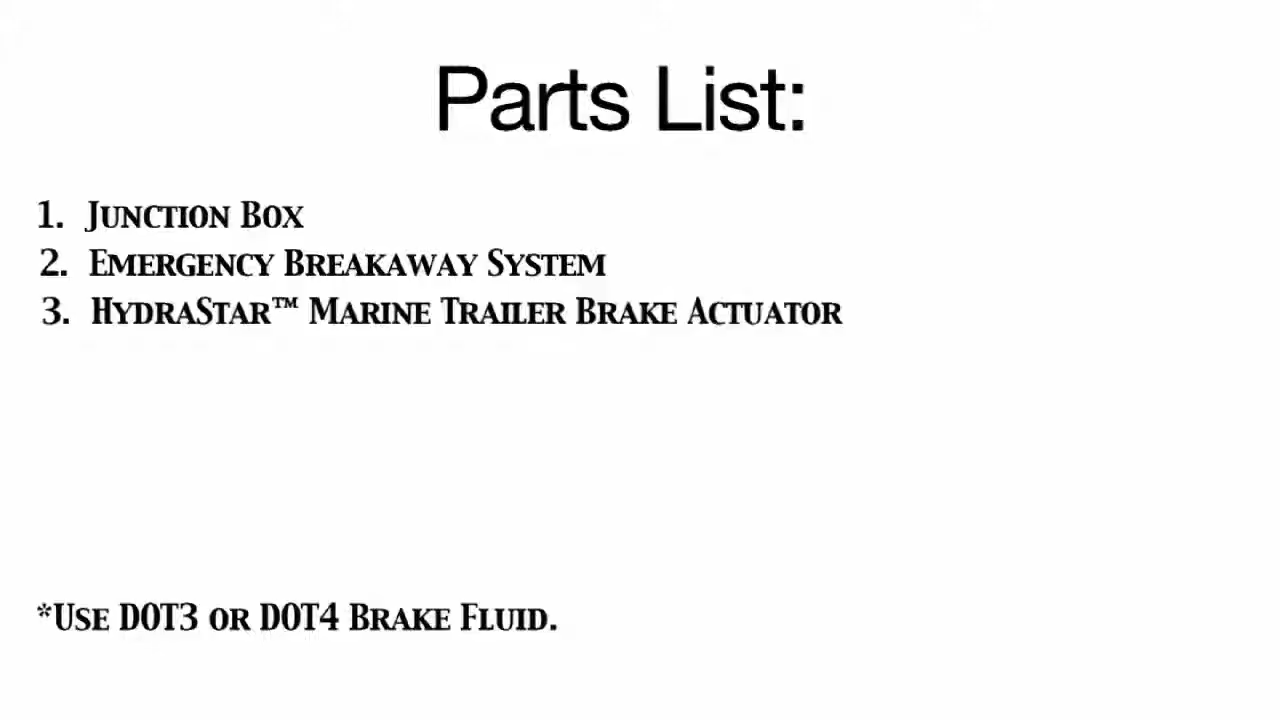 Parts List:
1. Junction Box
2. Emergency Breakaway System
3. HydraStar™ Marine Trailer Brake Actuator
*Use DOT3 or DOT4 Brake Fluid.